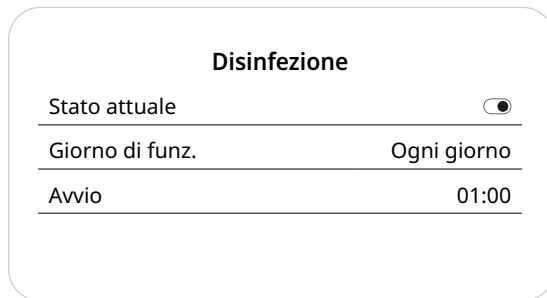 Disinfezione
Stato attuale
Giorno di funz. Ogni giorno
Avvio 01:00